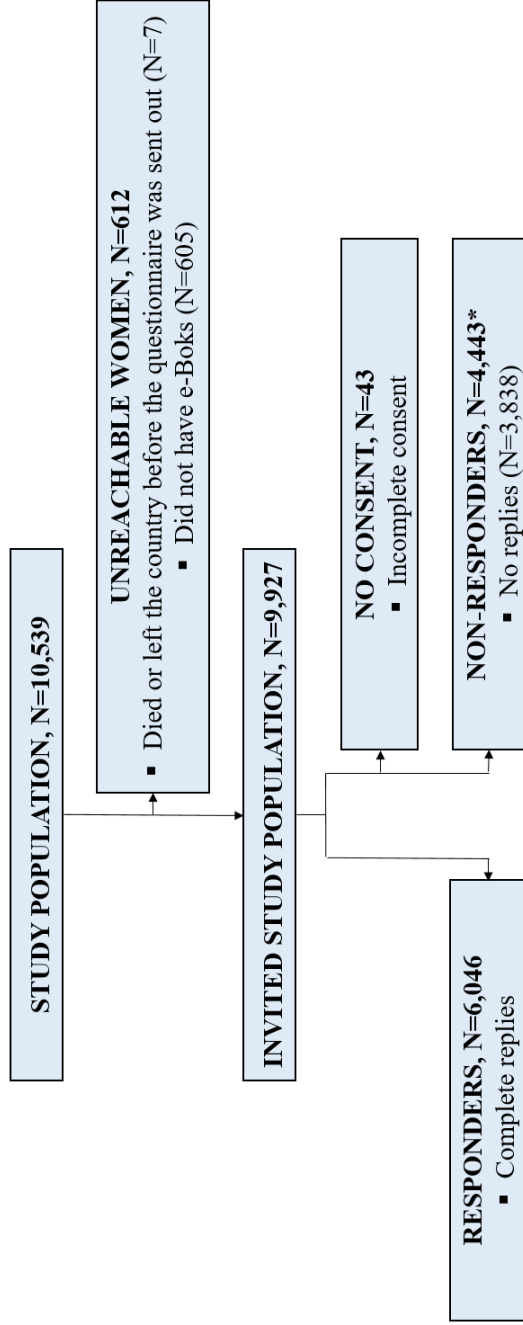 STUDY POPULATION, N=10,539
UNREACHABLE WOMEN, N=612
▪ Died or left the country before the questionnaire was sent out (N=7)
▪ Did not have e-Boks (N=605)
INVITED STUDY POPULATION, N=9,927
NO CONSENT, N=43
▪ Incomplete consent
NON-RESPONDERS, N=4,443*
▪ No replies (N=3,838)
RESPONDERS, N=6,046
▪ Complete replies